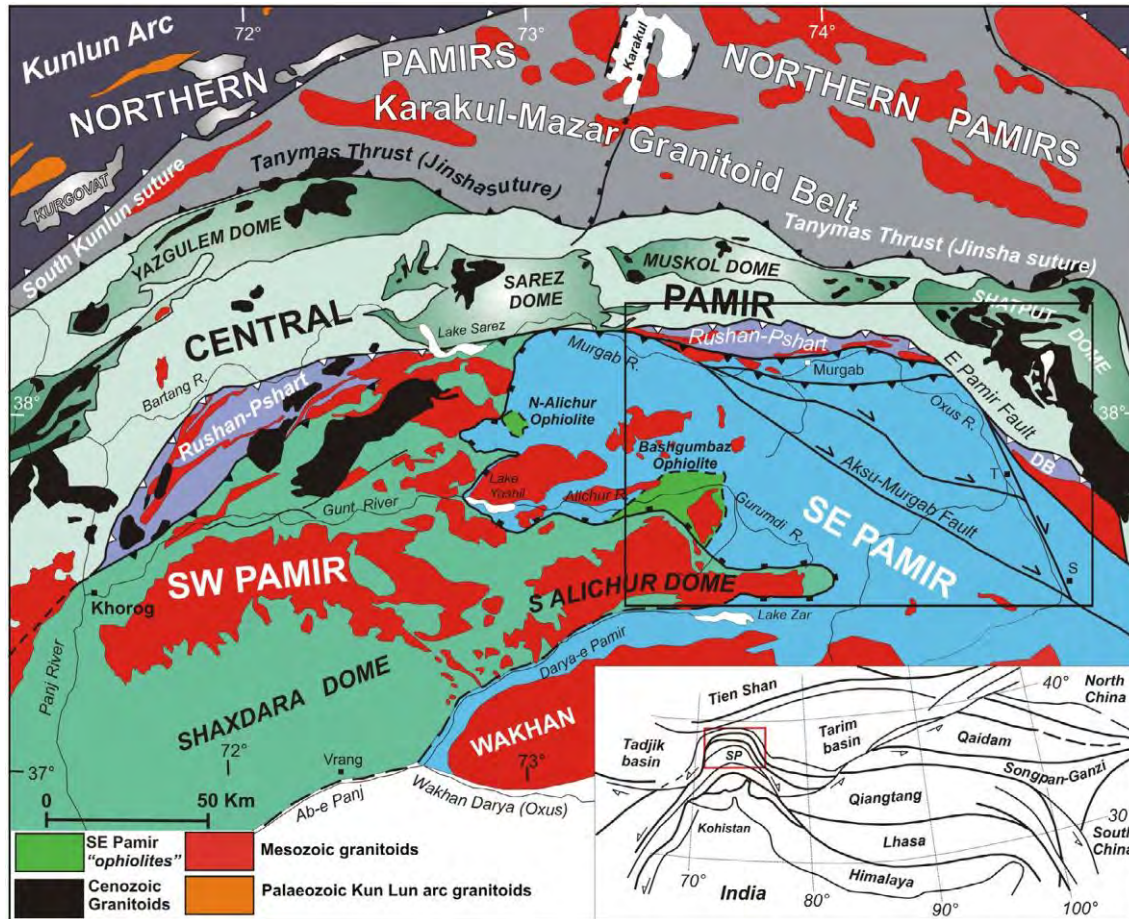 72°
73°
74°
Kunlun Arc
NORTHERN
PAMIRS
Karakul
NORTHERN PAMIRS
Karakul-Mazar Granitoid Belt
KURGOVAT
South Kunlun suture
Tanymas Thrust (Jinshasuture)
Tanymas Thrust (Jinsha suture)
YAZGULEM DOME
SAREZ
DOME
MUSKOL DOME
SHATPUT
DOME
CENTRAL
PAMIR
Lake Sarez
Rushan-Pshart
Murgab R.
Murgab
E Pamir Fault
Oxus R.
38°
38°
Bartang R.
Rushan-Pshart
N-Alichur
Ophiolite
Bashgumbaz
Ophiolite
Aksu-Murgab Fault
DB
T
Lake
Yashil
Alichur R.
Gunt River
Gurumdi R.
SE PAMIR
SW PAMIR
S
S ALICHUR DOME
Khorog
Lake Zar
Panj River
Darya-e Pamir
SHAXDARA DOME
WAKHAN
72°
73°
37°
Vrang
Ab-e Panj
Wakhan Darya (Oxus)
0 50 Km
SE Pamir
"ophiolites"
Mesozoic granitoids
Cenozoic
Granitoids
Palaeozoic Kun Lun arc granitoids
Tien Shan
40°
North
China
Tadjik
basin
Tarim
basin
Qaidam
SP
Songpan-Ganzi
Qiangtang
Kohistan
Lhasa
30°
South
China
Himalaya
70°
India
80°
90°
100°